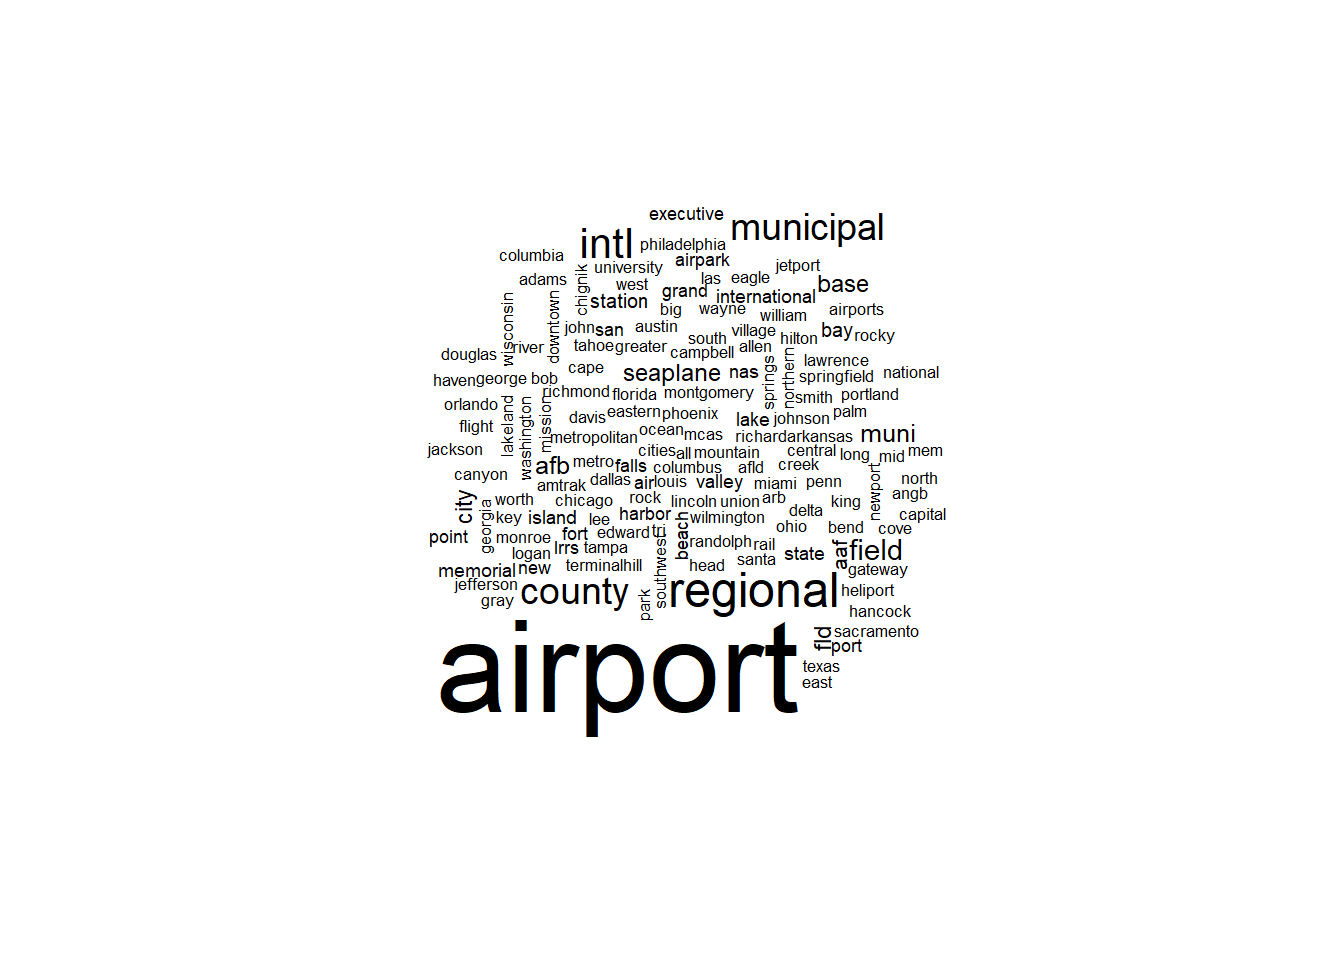 executive
municipal
intl
philadelphia
columbia
airpark
university
jetport
adams
chignik
west
las
eagle
base
grand
international
station
big
wayne
airports
william
wisconsin
downtown
john
san
austin
village
bay
rocky
south
hilton
river
tahoe
greater
allen
campbell
douglas
lawrence
cape
seaplane
nas
springs
northern
springfield
national
haven
george
bob
richmond
florida
montgomery
smith
portland
orlando
lakeland
washington
mission
davis
eastern
phoenix
lake
johnson
palm
flight
ocean
mcas
metropolitan
richard
arkansas
muni
jackson
cities
all
mountain
central
long
mid
mem
afb
metro
falls
columbus
afld
creek
canyon
amtrak
dallas
air
louis
valley
miami
penn
newport
north
angb
city
worth
chicago
rock
lincoln
union
arb
king
georgia
key
island
lee
harbor
wilmington
delta
capital
ohio
bend
cove
point
monroe
fort
edward
tri
beach
randolph
rail
logan
lrrs
tampa
southwest
state
aaf
field
memorial
new
terminal
hill
head
santa
gateway
jefferson
gray
county
park
regional
heliport
hancock
airport
fld
sacramento
port
texas
east